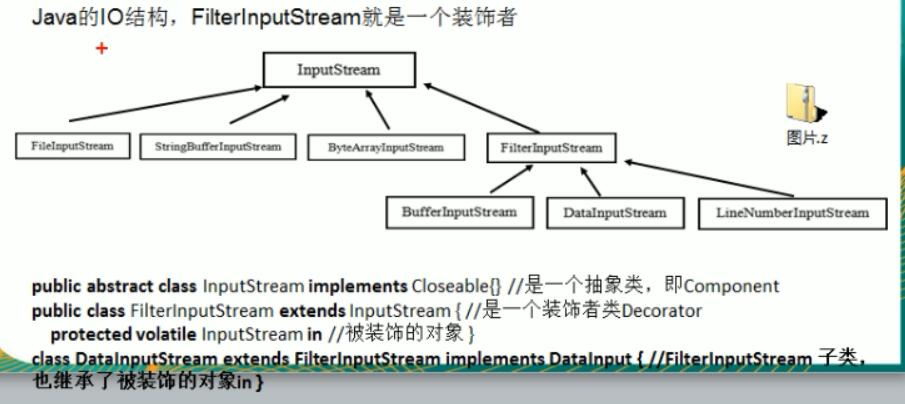 Java的IO结构，FilterInputStream就是一个装饰者
InputStream
图片.z
FileInputStream
StringBufferInputStream
ByteArrayInputStream
FilterInputStream
BufferInputStream
DataInputStream
LineNumberInputStream
public abstract class InputStream implements Closeable{} //是一个抽象类，即Component
public class FilterInputStream extends InputStream { //是一个装饰者类Decorator
protected volatile InputStream in //被装饰的对象 }
class DataInputStream extends FilterInputStream implements DataInput { //FilterInputStream 子类，
也继承了被装饰的对象in }